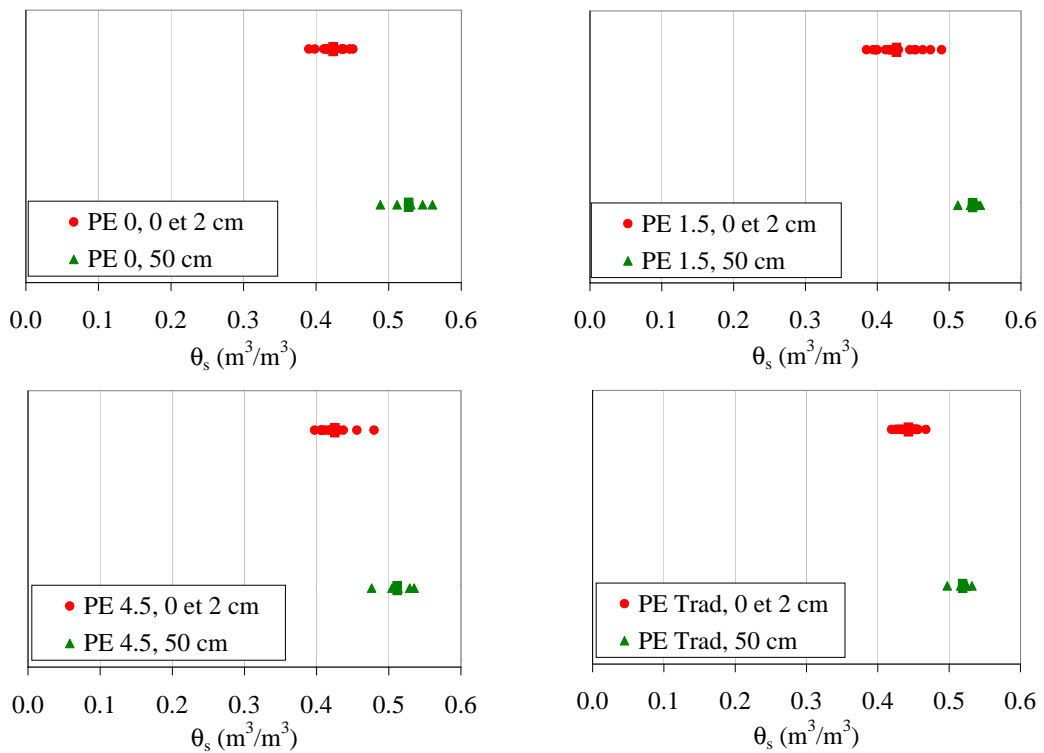 PE 0, 0 et 2 cm
PE 0, 50 cm
0.0 0.1 0.2 0.3 0.4 0.5 0.6
θs (m³/m³)
PE 1.5, 0 et 2 cm
PE 1.5, 50 cm
0.0 0.1 0.2 0.3 0.4 0.5 0.6
θs (m³/m³)
PE 4.5, 0 et 2 cm
PE 4.5, 50 cm
0.0 0.1 0.2 0.3 0.4 0.5 0.6
θs (m³/m³)
PE Trad, 0 et 2 cm
PE Trad, 50 cm
0.0 0.1 0.2 0.3 0.4 0.5 0.6
θs (m³/m³)